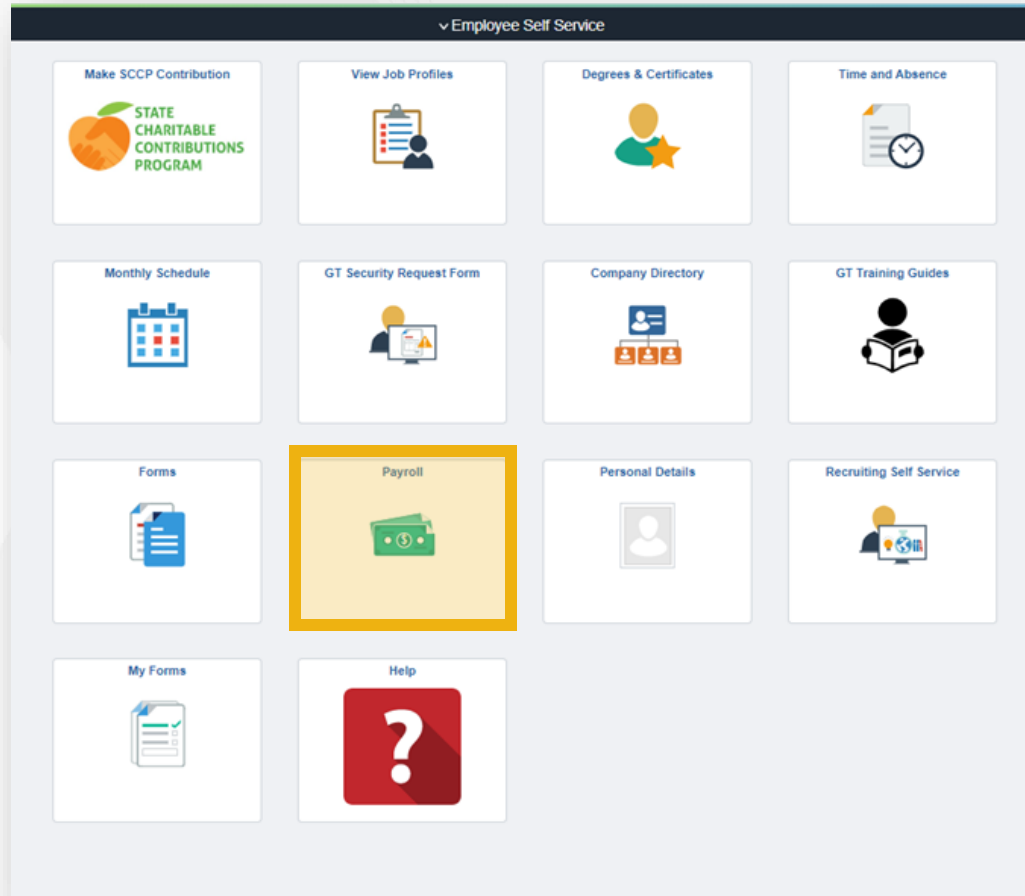 Employee Self Service
Make SCCP Contribution
View Job Profiles
Degrees & Certificates
Time and Absence
STATE
CHARITABLE
CONTRIBUTIONS
PROGRAM
Monthly Schedule
GT Security Request Form
Company Directory
GT Training Guides
Forms
Payroll
Personal Details
Recruiting Self Service
$
My Forms
Help
?